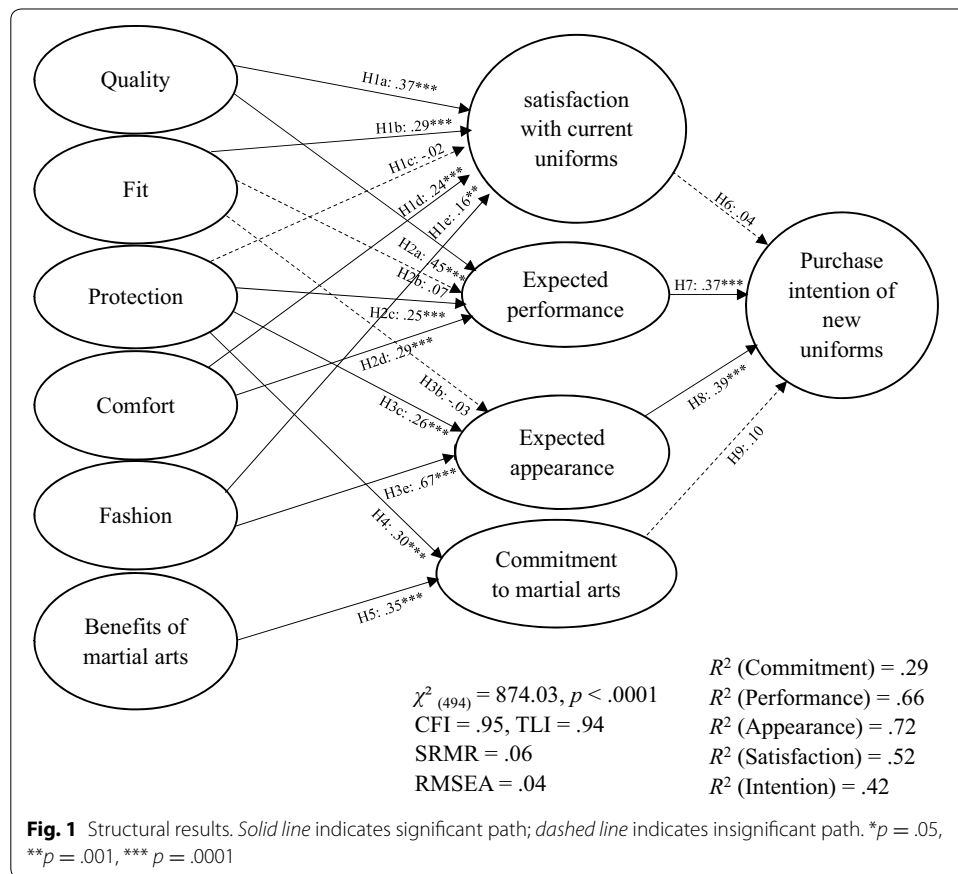 Quality
Fit
Protection
Comfort
Fashion
Benefits of
martial arts
H1a: .37***
H1b: .29***
H1c: -.02
H1d: .24***
H1e: .16**
H2a: .45***
H2b: .07
H2c: .25***
H2d: .29***
H3b: -.03
H3c: .26***
H3e: .67***
H4: .30***
H5: .35***
satisfaction
with current
uniforms
Expected
performance
Expected
appearance
Commitment
to martial arts
H6: .04
H7: .37***
H8: .39***
H9: .10
Purchase
intention of
new
uniforms
χ² (494) = 874.03, p < .0001
CFI = .95, TLI = .94
SRMR = .06
RMSEA = .04
R² (Commitment) = .29
R² (Performance) = .66
R² (Appearance) = .72
R² (Satisfaction) = .52
R² (Intention) = .42
Fig. 1 Structural results. Solid line indicates significant path; dashed line indicates insignificant path. *p = .05,
**p = .001, *** p = .0001